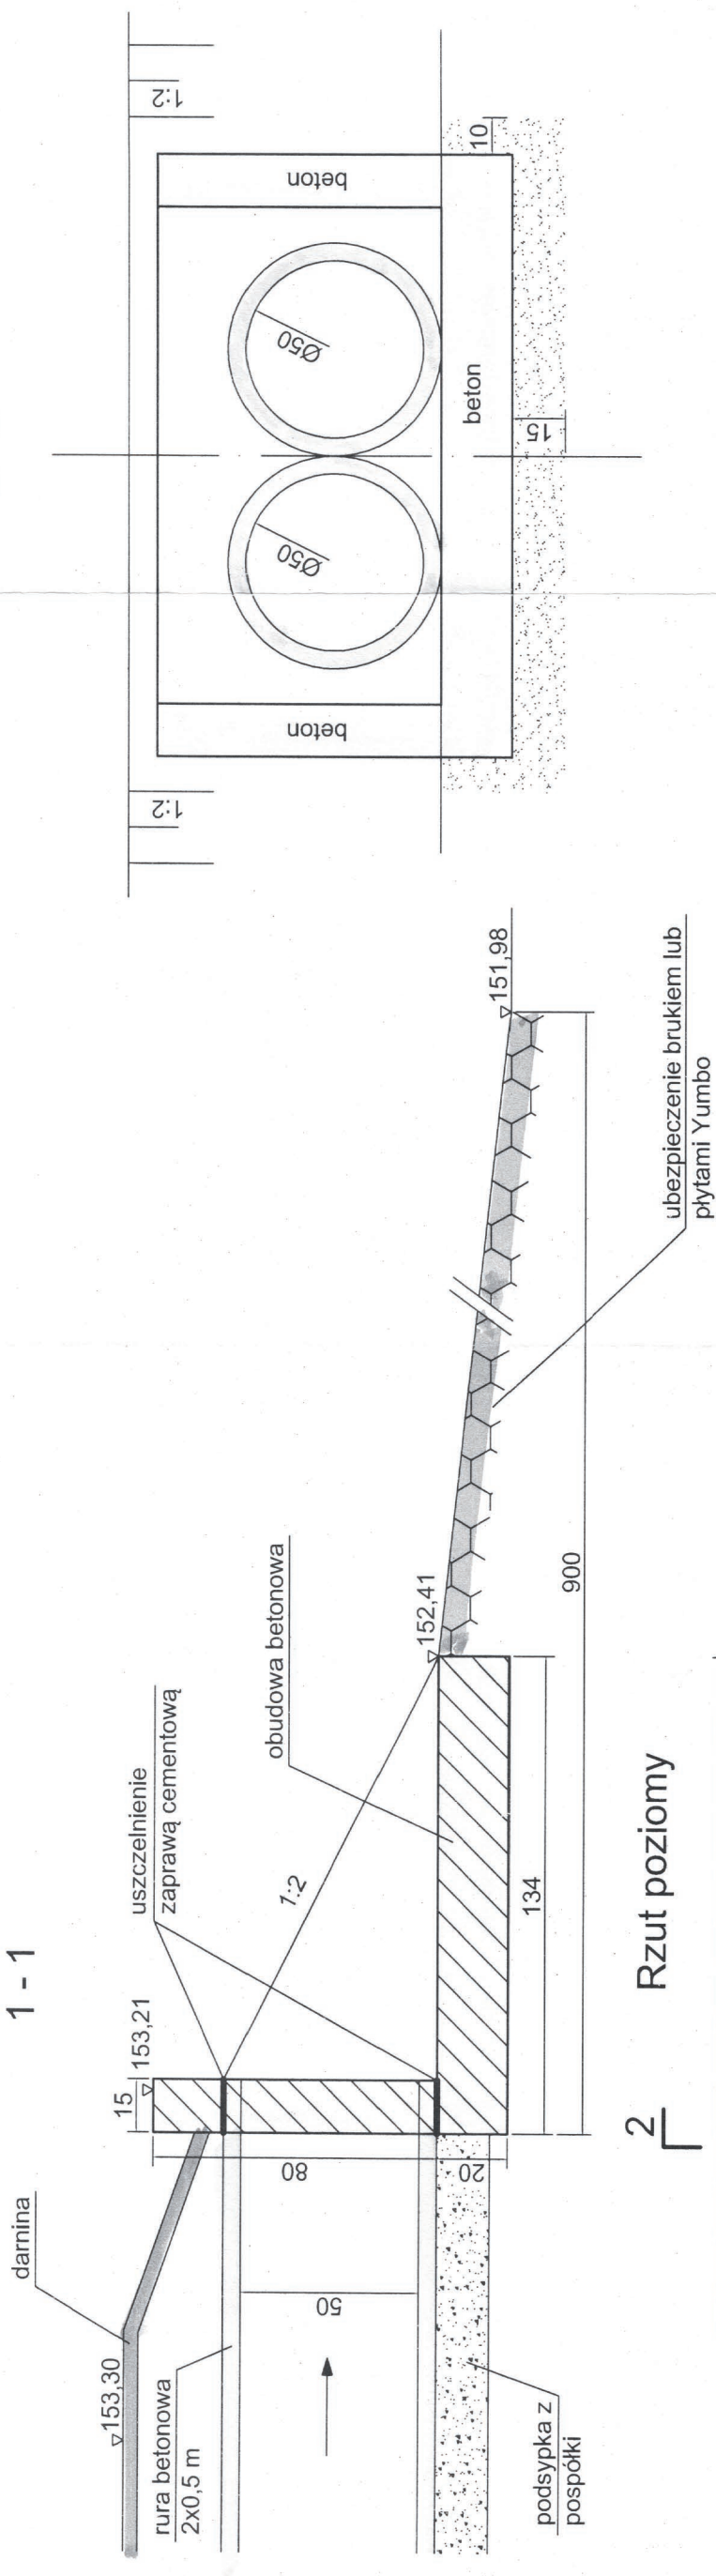 1 - 1
darnina
153,30
rura betonowa
2x0,5 m
podsypka z
pospółki
50
80
20
15
153,21
uszczelnienie
zaprawą cementową
1:2
obudowa betonowa
134
152,41
900
151,98
ubezpieczenie brukiem lub
płytami Yumbo
2
Rzut poziomy
1:2
beton
Ø50
Ø50
beton
15
beton
10
1:2